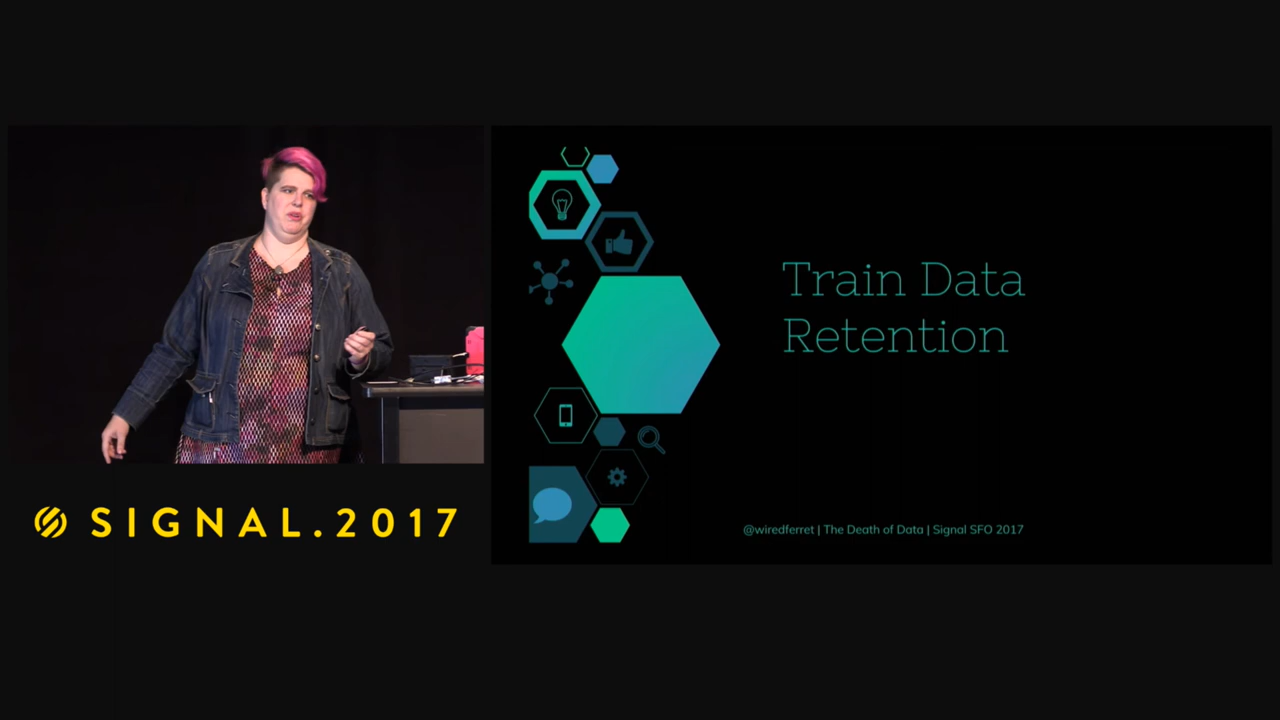 Train Data
Retention
@wiredferret | The Death of Data | Signal SFO 2017
SIGNAL.2017